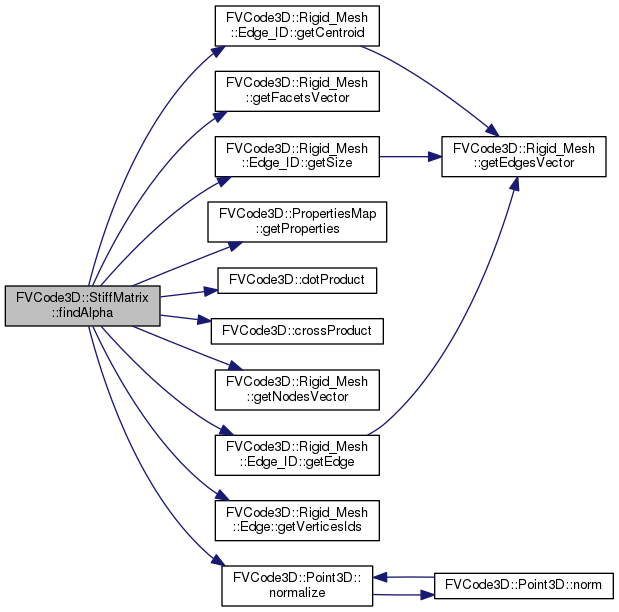 FVCode3D::StiffMatrix
::findAlpha
FVCode3D::Rigid_Mesh
::Edge_ID::getCentroid
FVCode3D::Rigid_Mesh
::getFacetsVector
FVCode3D::Rigid_Mesh
::Edge_ID::getSize
FVCode3D::PropertiesMap
::getProperties
FVCode3D::dotProduct
FVCode3D::crossProduct
FVCode3D::Rigid_Mesh
::getNodesVector
FVCode3D::Rigid_Mesh
::Edge_ID::getEdge
FVCode3D::Rigid_Mesh
::Edge::getVerticesIds
FVCode3D::Point3D::
normalize
FVCode3D::Rigid_Mesh
::getEdgesVector
FVCode3D::Point3D::norm